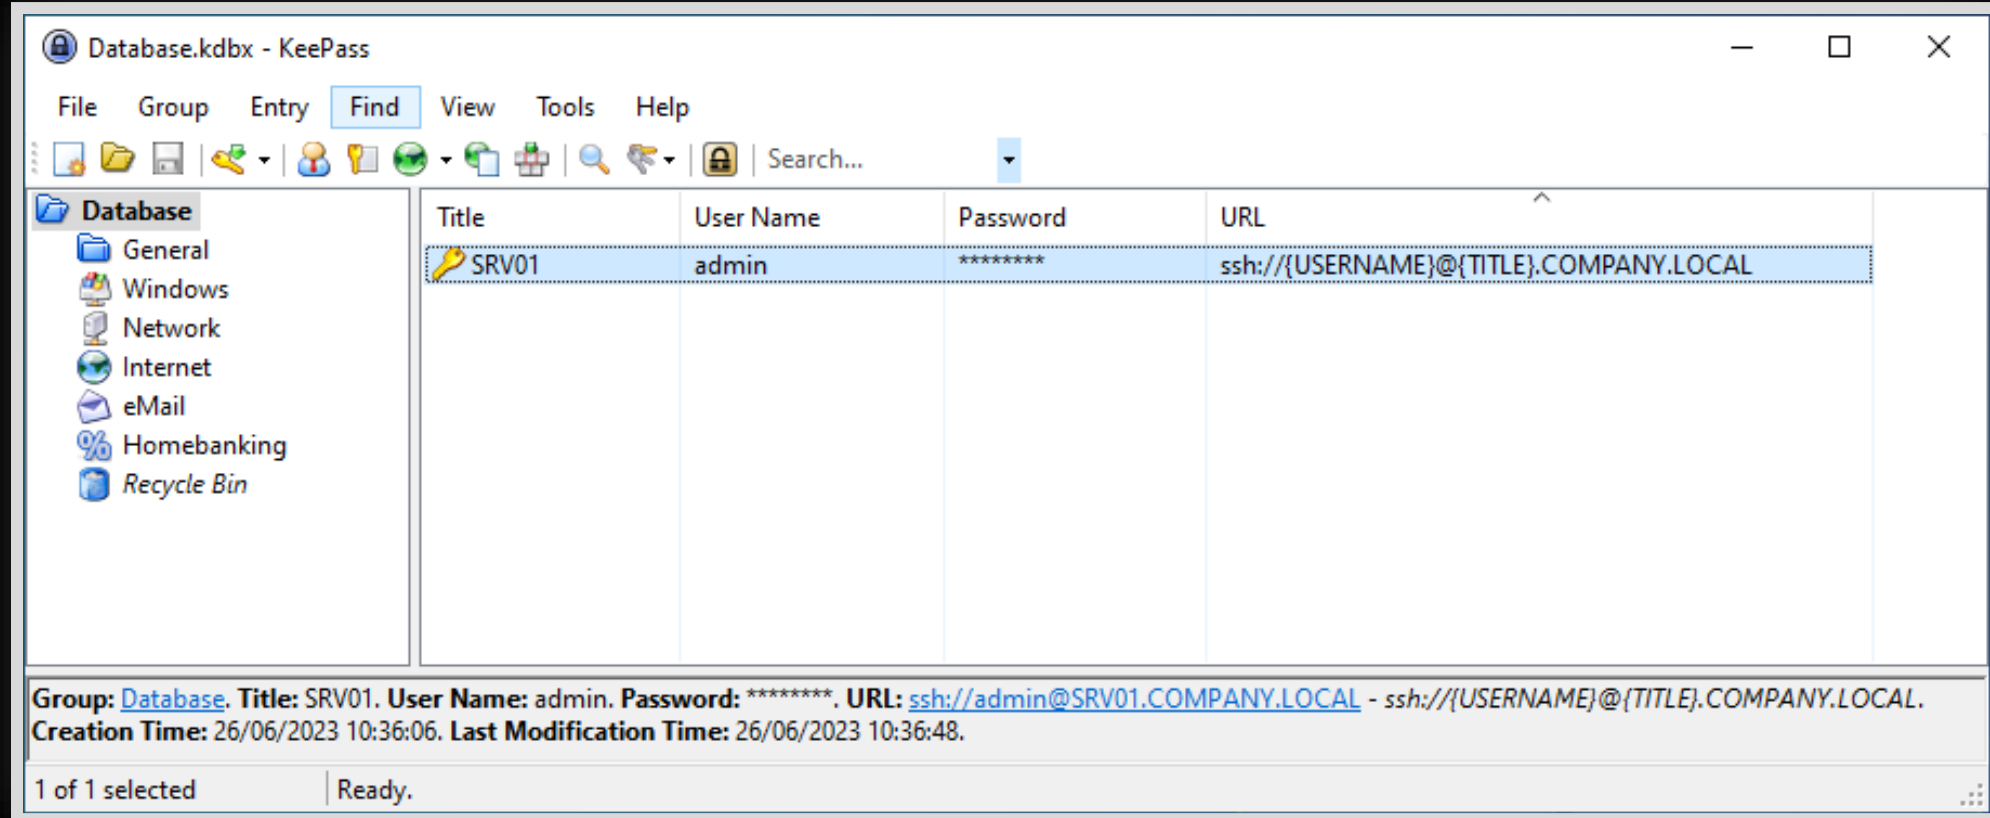 Database.kdbx - KeePass
File Group Entry Find View Tools Help
Search...
Database
General
Windows
Network
Internet
eMail
Homebanking
Recycle Bin
Title User Name Password URL
SRV01 admin ******** ssh://{USERNAME}@{TITLE}.COMPANY.LOCAL
Group: Database. Title: SRV01. User Name: admin. Password: ********. URL: ssh://admin@SRV01.COMPANY.LOCAL - ssh://{USERNAME}@{TITLE}.COMPANY.LOCAL.
Creation Time: 26/06/2023 10:36:06. Last Modification Time: 26/06/2023 10:36:48.
1 of 1 selected Ready.